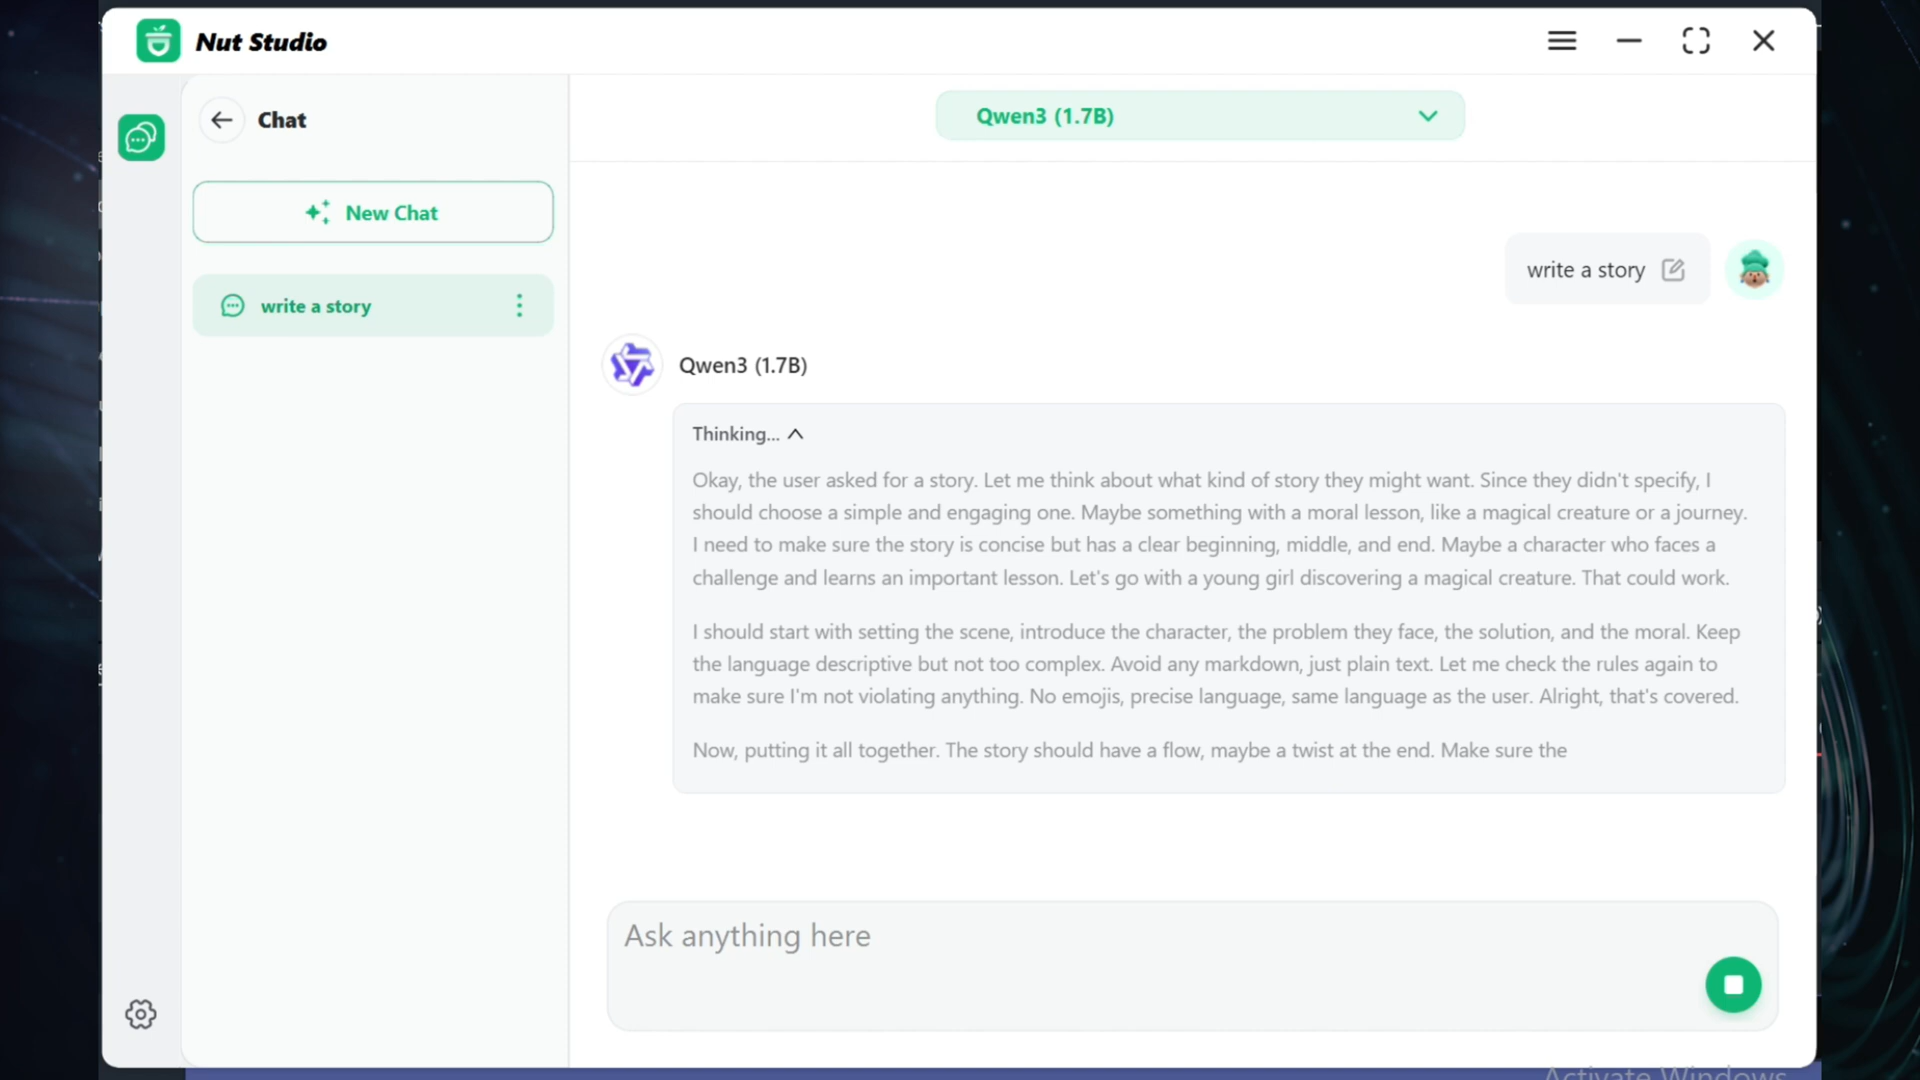 Nut Studio
Chat
New Chat
write a story
Qwen3 (1.7B)
write a story
Qwen3 (1.7B)
Thinking...
Okay, the user asked for a story. Let me think about what kind of story they might want. Since they didn't specify, I
should choose a simple and engaging one. Maybe something with a moral lesson, like a magical creature or a journey.
I need to make sure the story is concise but has a clear beginning, middle, and end. Maybe a character who faces a
challenge and learns an important lesson. Let's go with a young girl discovering a magical creature. That could work.
I should start with setting the scene, introduce the character, the problem they face, the solution, and the moral. Keep
the language descriptive but not too complex. Avoid any markdown, just plain text. Let me check the rules again to
make sure I'm not violating anything. No emojis, precise language, same language as the user. Alright, that's covered.
Now, putting it all together. The story should have a flow, maybe a twist at the end. Make sure the
Ask anything here
Activate Windows